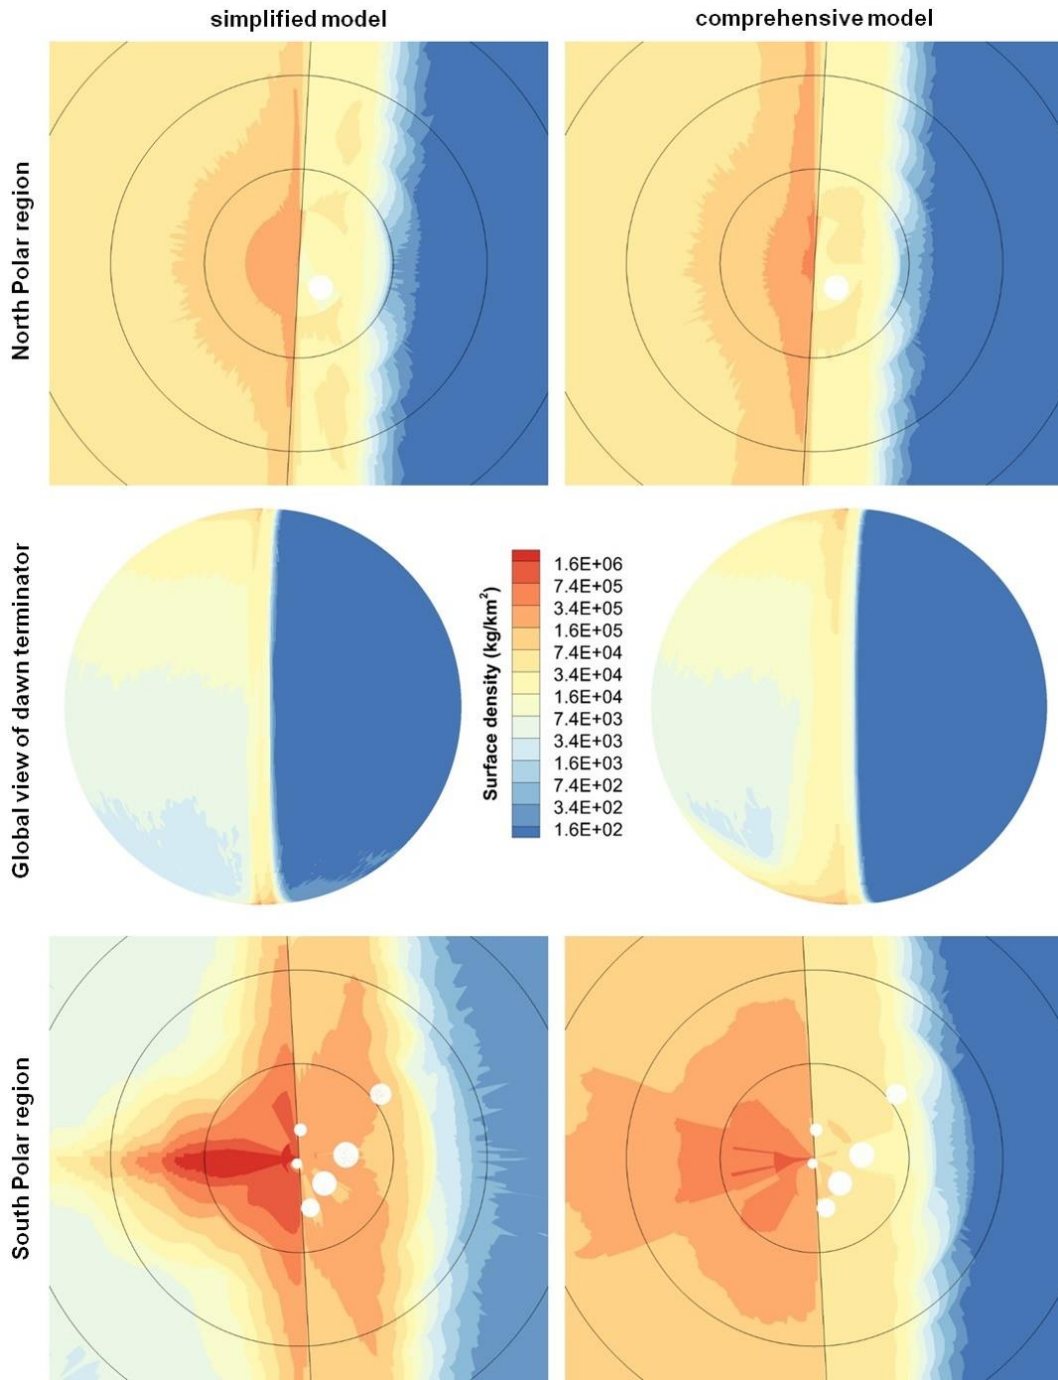 simplified model
comprehensive model
North Polar region
Global view of dawn terminator
Surface density (kg/km²)
1.6E+06
7.4E+05
3.4E+05
1.6E+05
7.4E+04
3.4E+04
1.6E+04
7.4E+03
3.4E+03
1.6E+03
7.4E+02
3.4E+02
1.6E+02
South Polar region